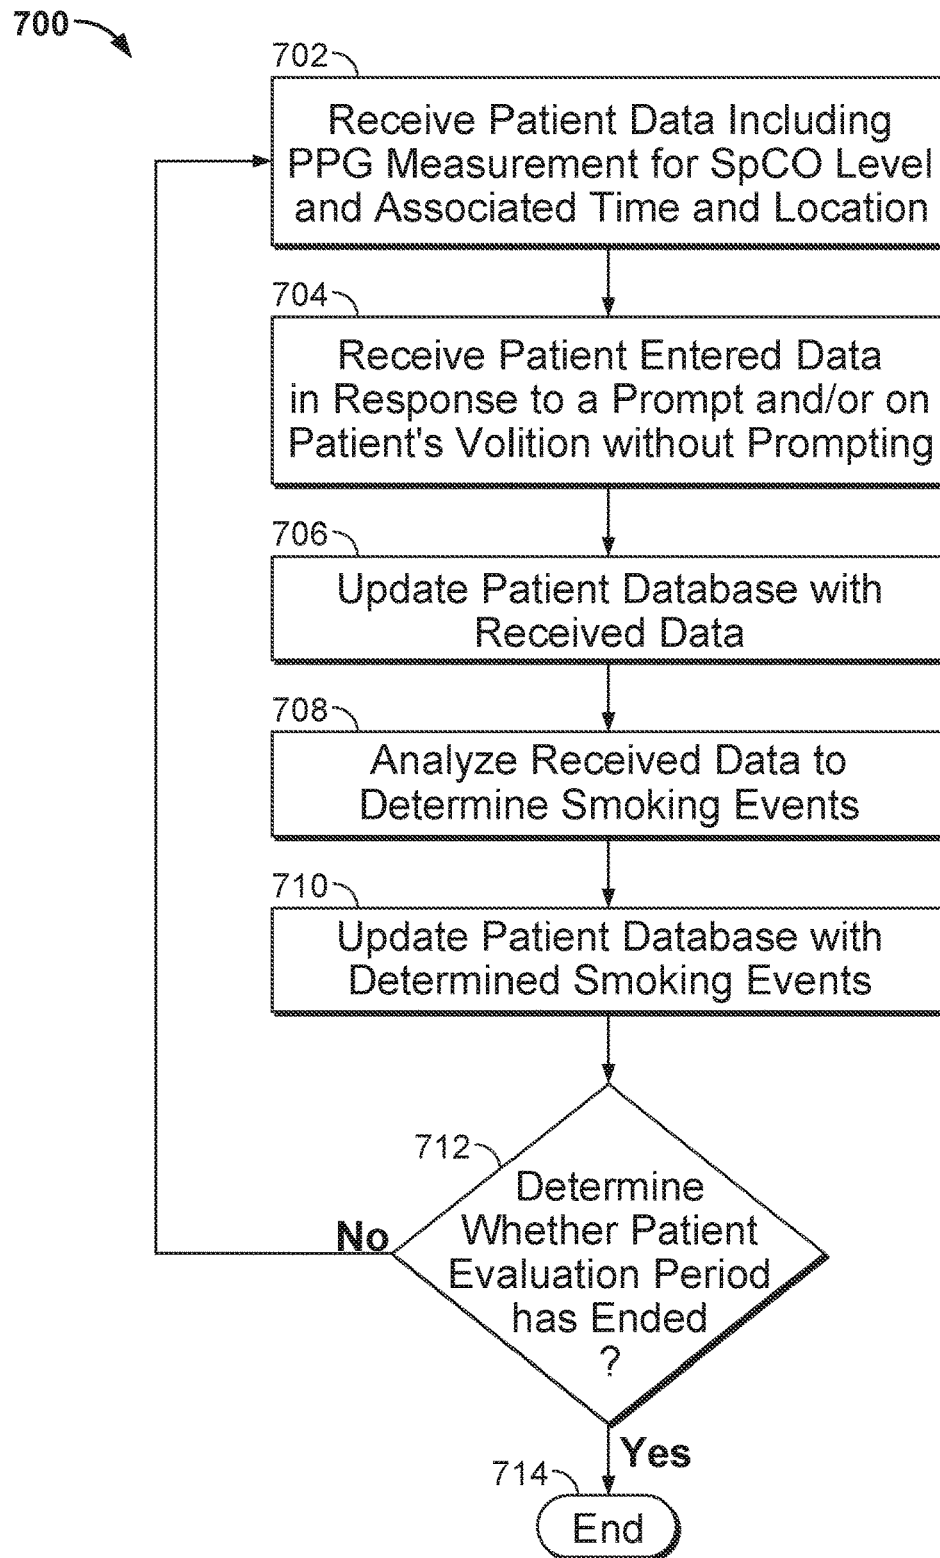 700
702
Receive Patient Data Including
PPG Measurement for SpCO Level
and Associated Time and Location
704
Receive Patient Entered Data
in Response to a Prompt and/or on
Patient's Volition without Prompting
706
Update Patient Database with
Received Data
708
Analyze Received Data to
Determine Smoking Events
710
Update Patient Database with
Determined Smoking Events
712
Determine
Whether Patient
Evaluation Period
has Ended
?
No
Yes
714
End